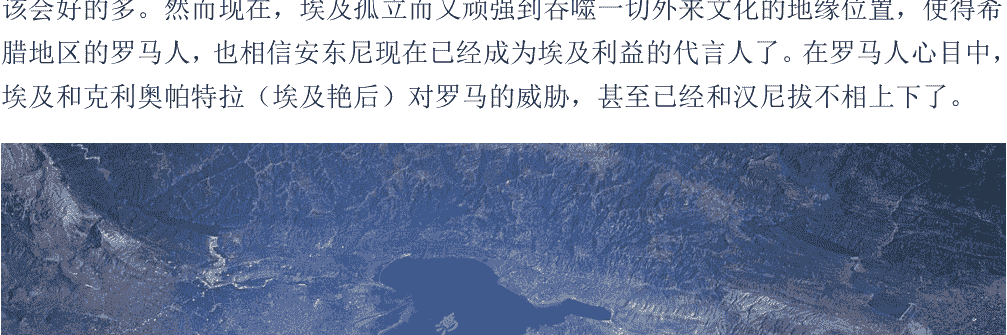 该会好的多。然而现在，埃及孤立而又顽强到吞噬一切外来文化的地缘位置，使得希
腊地区的罗马人，也相信安东尼现在已经成为埃及利益的代言人了。在罗马人心目中，
埃及和克利奥帕特拉（埃及艳后）对罗马的威胁，甚至已经和汉尼拔不相上下了。